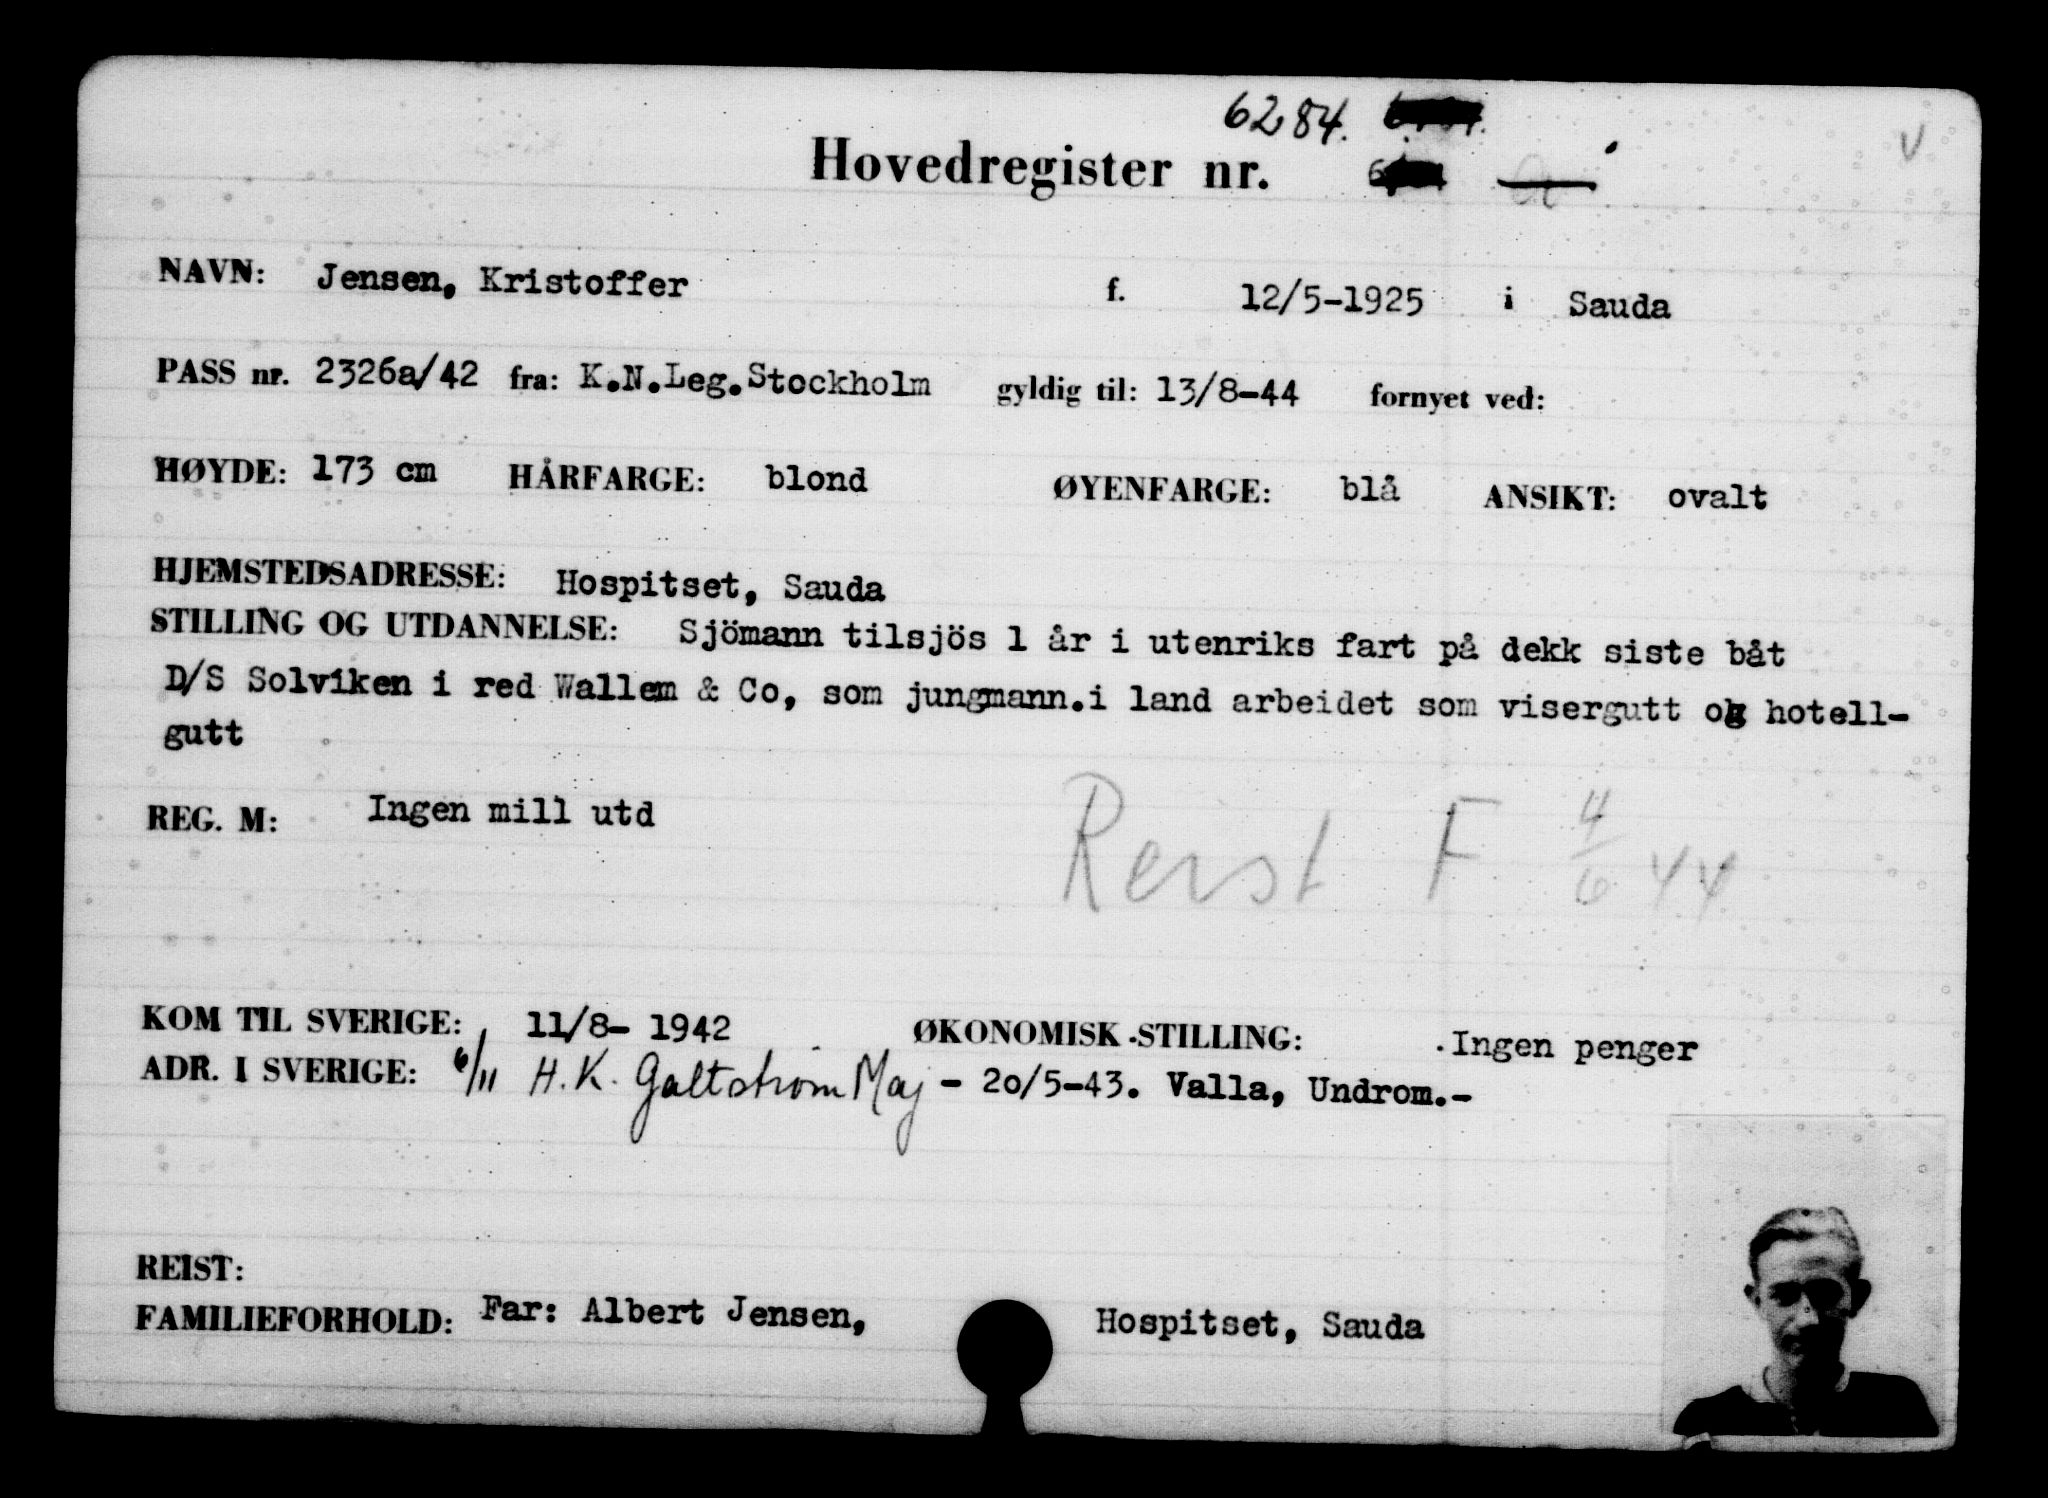 6284.
Hovedregister nr.
NAVN: Jensen, Kristoffer f. 12/5-1925 i Sauda
PASS nr. 2326a/42 fra: K.N.Leg.Stockholm gyldig til: 13/8-44 fornyet ved:
HØYDE: 173 cm HÅRFARGE: blond ØYENFARGE: blå ANSIKT: ovalt
HJEMSTEDSADRESSE: Hospitset, Sauda
STILLING OG UTDANNELSE: Sjömann tilsjös 1 år i utenriks fart på dekk siste båt
D/S Solviken i red Wallem & Co, som jungmann.i land arbeidet som visergutt og hotell-
gutt
REG. M: Ingen mill utd
Reist F 4/6 44
KOM TIL SVERIGE: 11/8- 1942 ØKONOMISK STILLING: Ingen penger
ADR. I SVERIGE: 6/11 H.K. Galtstrom Maj - 20/5-43. Valla, Undrom.-
REIST:
FAMILIEFORHOLD: Far: Albert Jensen, Hospitset, Sauda